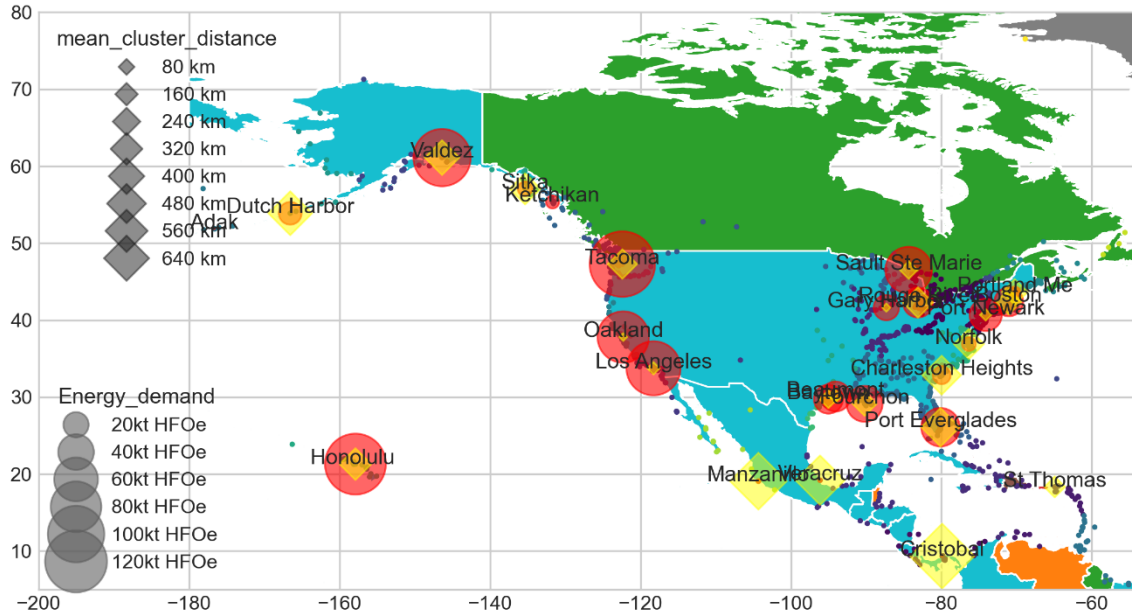 80
70
60
50
40
30
20
10
mean_cluster_distance
80 km
160 km
240 km
320 km
400 km
480 km
560 km
640 km
Energy_demand
20kt HFOe
40kt HFOe
60kt HFOe
80kt HFOe
100kt HFOe
120kt HFOe
Valdez
Sitka
Ketchikan
Dutch Harbor
Adak
Tacoma
Sault Ste Marie
Portland Me
Boston
Gary Harbor
Port Newark
Oakland
Norfolk
Los Angeles
Charleston Heights
Beaumont
Fourchon
Port Everglades
Honolulu
Manzanillo
Veracruz
St Thomas
Cristobal
−200
−180
−160
−140
−120
−100
−80
−60